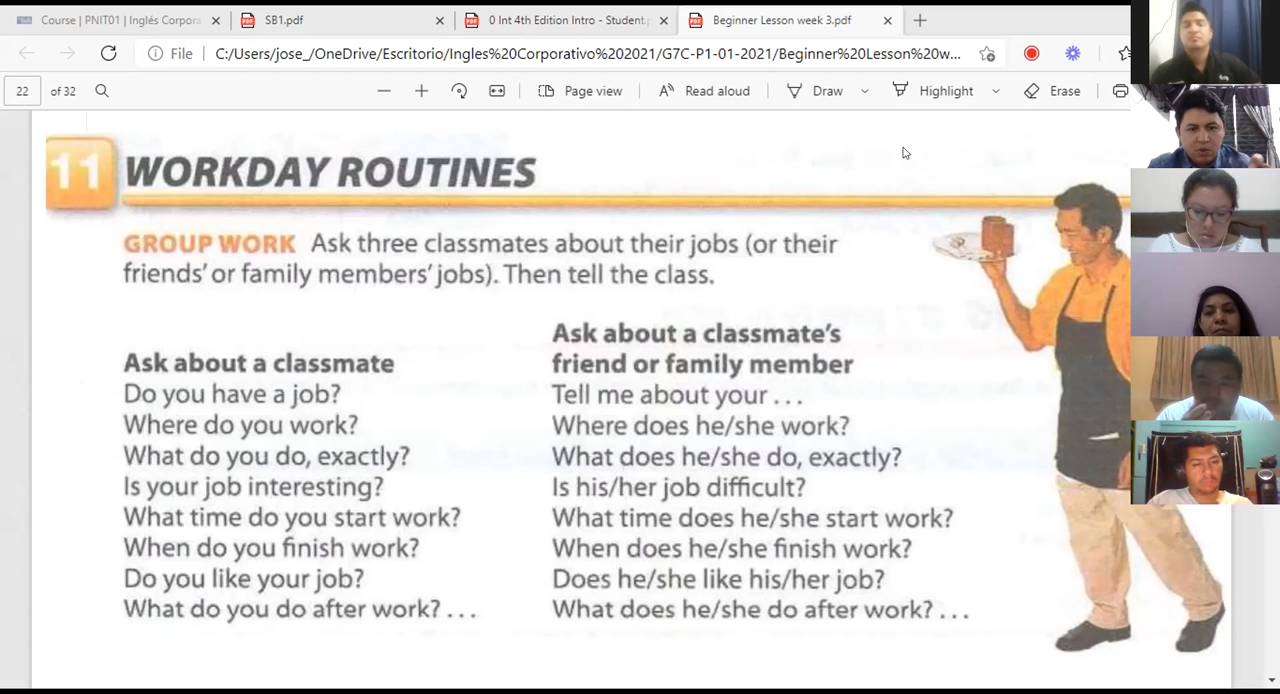 Course | PNIT01 | Inglés Corpora
SB1.pdf
0 Int 4th Edition Intro - Student.p
Beginner Lesson week 3.pdf
File
C:/Users/jose_/OneDrive/Escritorio/Ingles%20Corporativo%202021/G7C-P1-01-2021/Beginner%20Lesson%20w...
22 of 32
Page view
Read aloud
Draw
Highlight
Erase
11 WORKDAY ROUTINES
GROUP WORK Ask three classmates about their jobs (or their
friends' or family members' jobs). Then tell the class.
Ask about a classmate
Do you have a job?
Where do you work?
What do you do, exactly?
Is your job interesting?
What time do you start work?
When do you finish work?
Do you like your job?
What do you do after work? . . .
Ask about a classmate's
friend or family member
Tell me about your . . .
Where does he/she work?
What does he/she do, exactly?
Is his/her job difficult?
What time does he/she start work?
When does he/she finish work?
Does he/she like his/her job?
What does he/she do after work? . . .